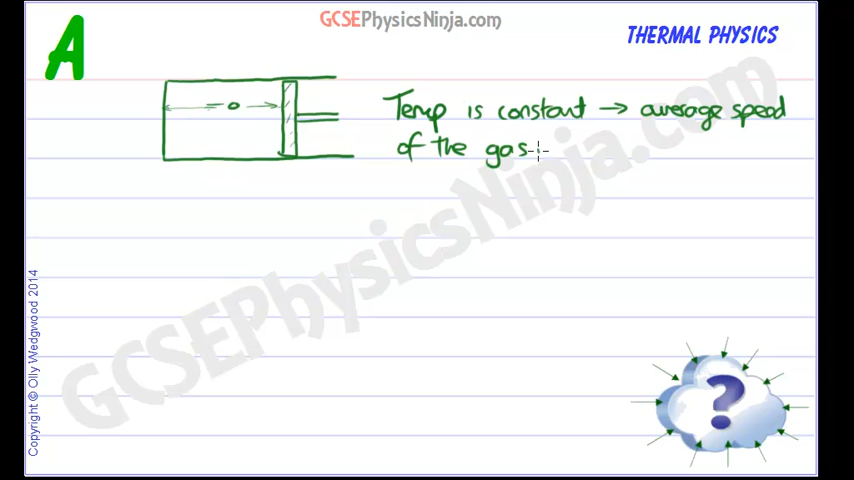 GCSEPhysicsNinja.com
A
THERMAL PHYSICS
Temp is constant → average speed
of the gas
GCSEPhysicsNinja.com
Copyright © Olly Wedgwood 2014
?